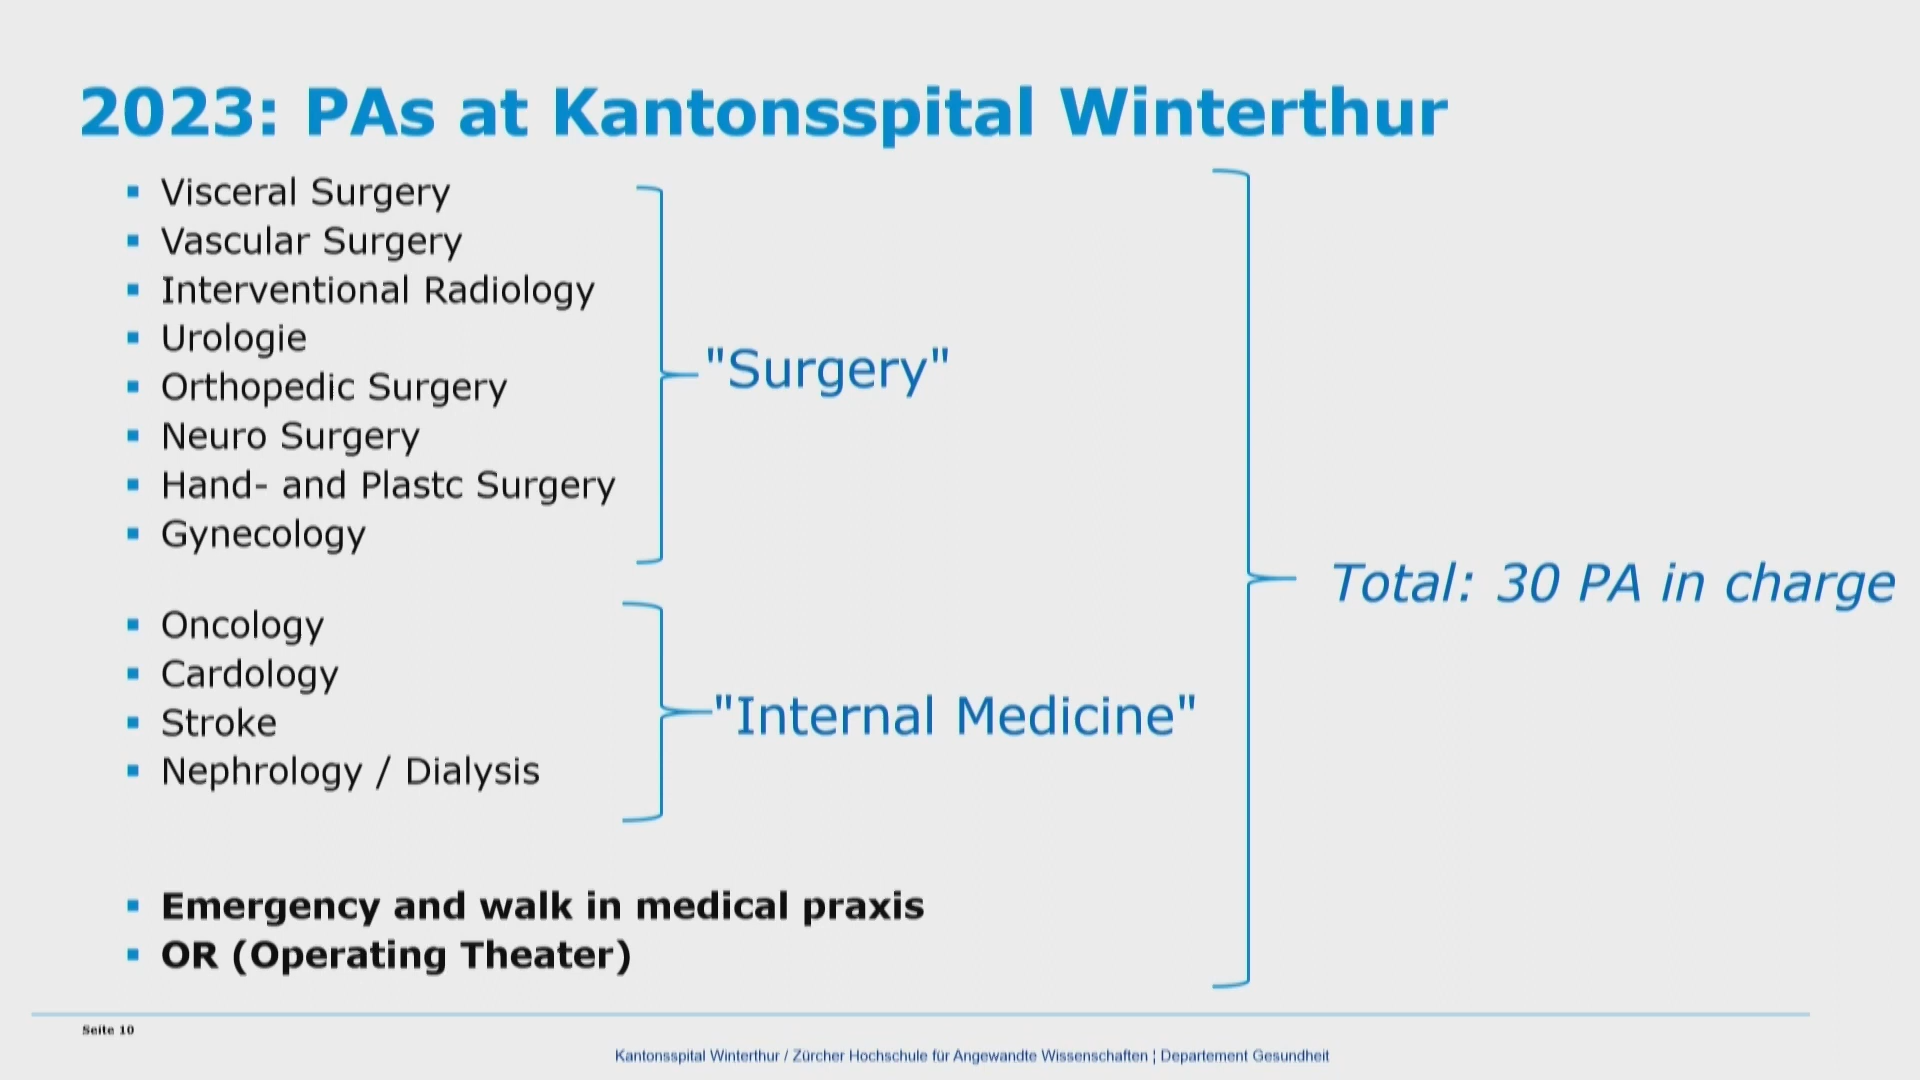 2023: PAs at Kantonsspital Winterthur
Visceral Surgery
Vascular Surgery
Interventional Radiology
Urologie
Orthopedic Surgery
Neuro Surgery
Hand- and Plastc Surgery
Gynecology
"Surgery"
Oncology
Cardology
Stroke
Nephrology / Dialysis
"Internal Medicine"
Emergency and walk in medical praxis
OR (Operating Theater)
Total: 30 PA in charge
Seite 10
Kantonsspital Winterthur / Zürcher Hochschule für Angewandte Wissenschaften ¦ Departement Gesundheit